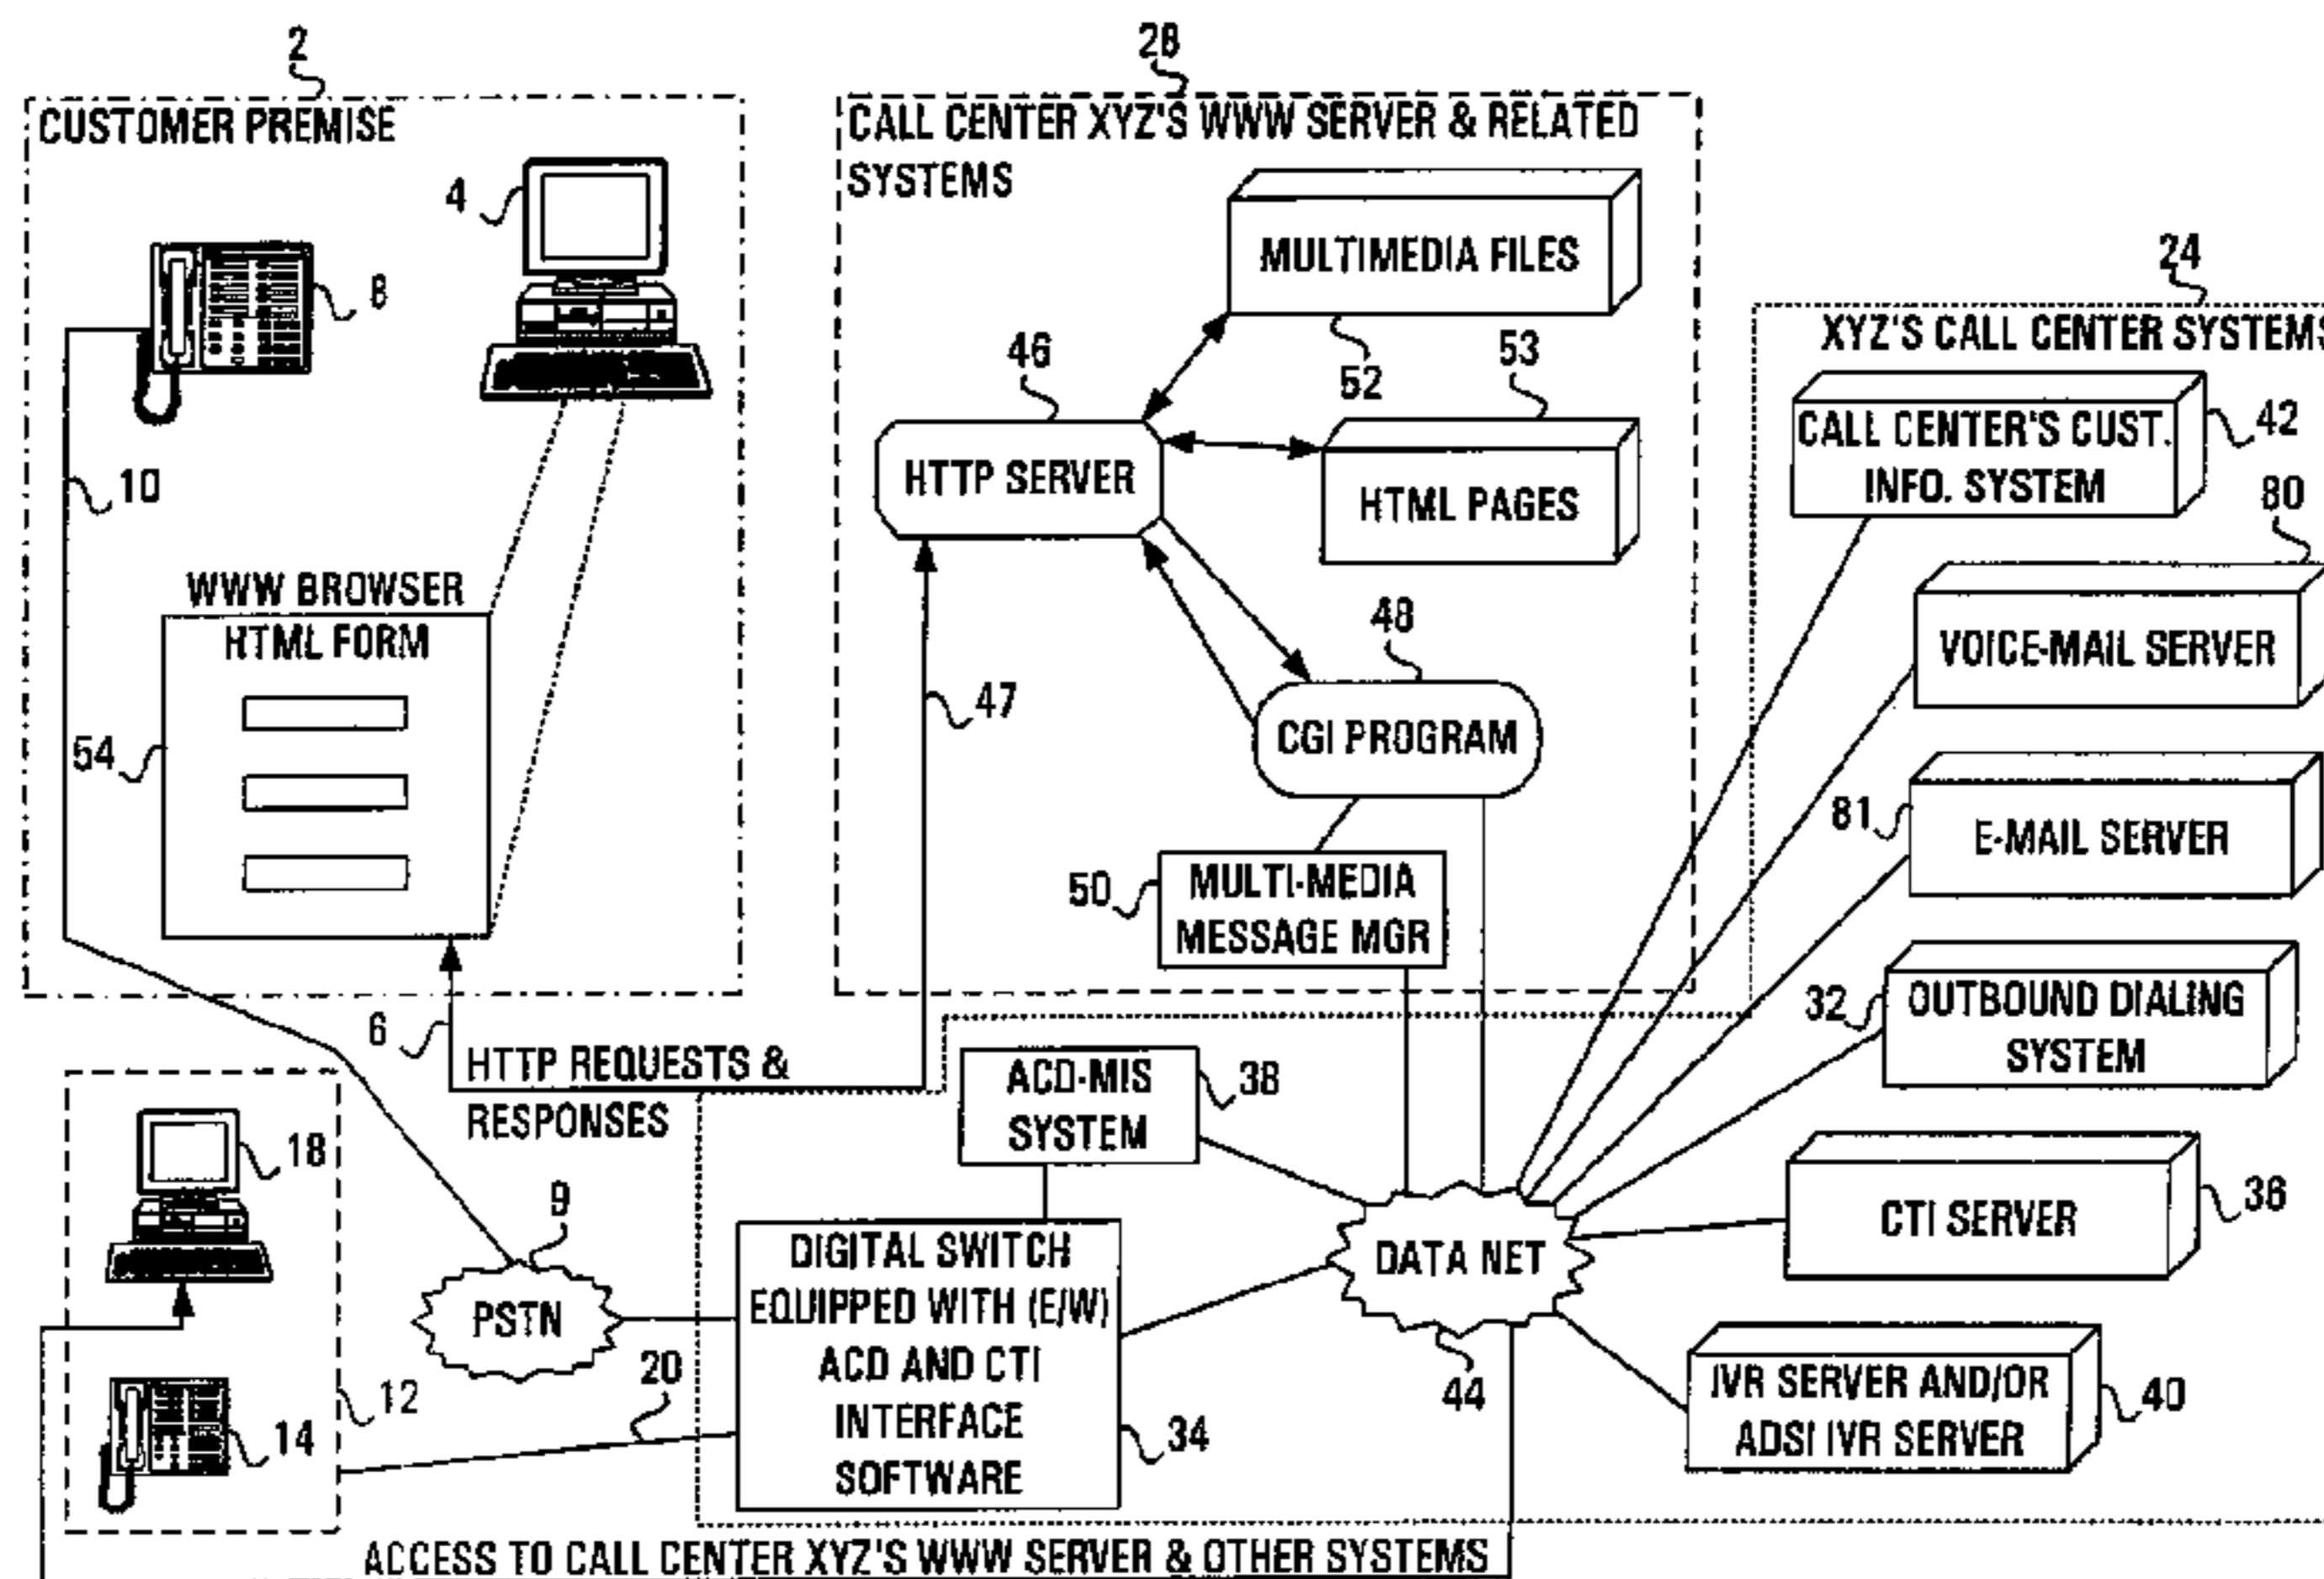 2
CUSTOMER PREMISE
4
8
10
WWW BROWSER
HTML FORM
54
6
HTTP REQUESTS &
RESPONSES
28
CALL CENTER XYZ'S WWW SERVER & RELATED
SYSTEMS
MULTIMEDIA FILES
52
46
HTTP SERVER
53
HTML PAGES
47
48
CGI PROGRAM
50
MULTI-MEDIA
MESSAGE MGR
24
XYZ'S CALL CENTER SYSTEMS
CALL CENTER'S CUST.
INFO. SYSTEM
42
80
VOICE-MAIL SERVER
81
E-MAIL SERVER
32
OUTBOUND DIALING
SYSTEM
CTI SERVER
36
IVR SERVER AND/OR
ADSI IVR SERVER
40
ACD-MIS
SYSTEM
38
DATA NET
44
DIGITAL SWITCH
EQUIPPED WITH (E/W)
ACD AND CTI
INTERFACE
SOFTWARE
34
9
PSTN
20
18
14
12
ACCESS TO CALL CENTER XYZ'S WWW SERVER & OTHER SYSTEMS